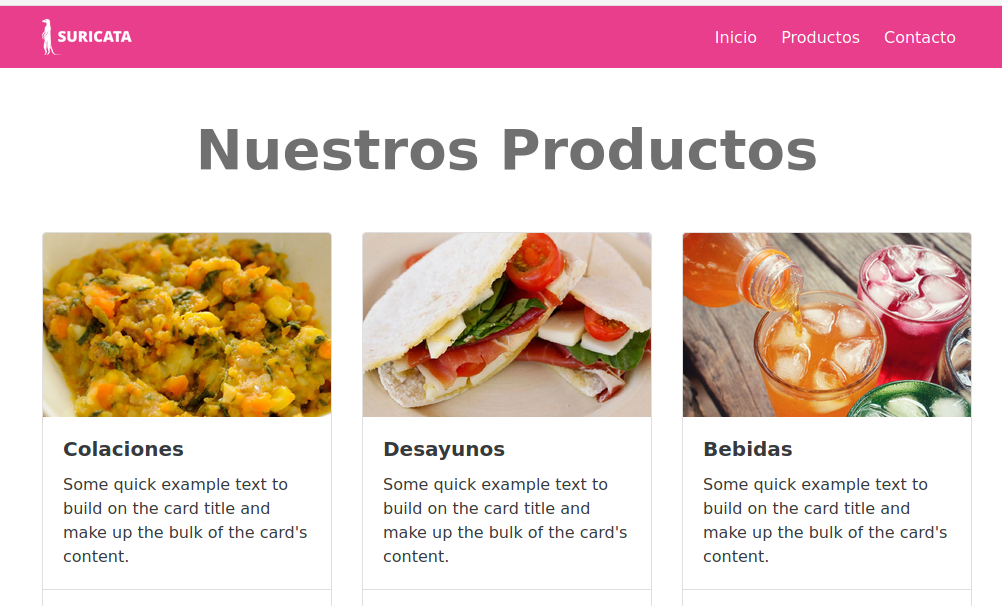 SURICATA
Inicio Productos Contacto
Nuestros Productos
Colaciones
Some quick example text to
build on the card title and
make up the bulk of the card's
content.
Desayunos
Some quick example text to
build on the card title and
make up the bulk of the card's
content.
Bebidas
Some quick example text to
build on the card title and
make up the bulk of the card's
content.